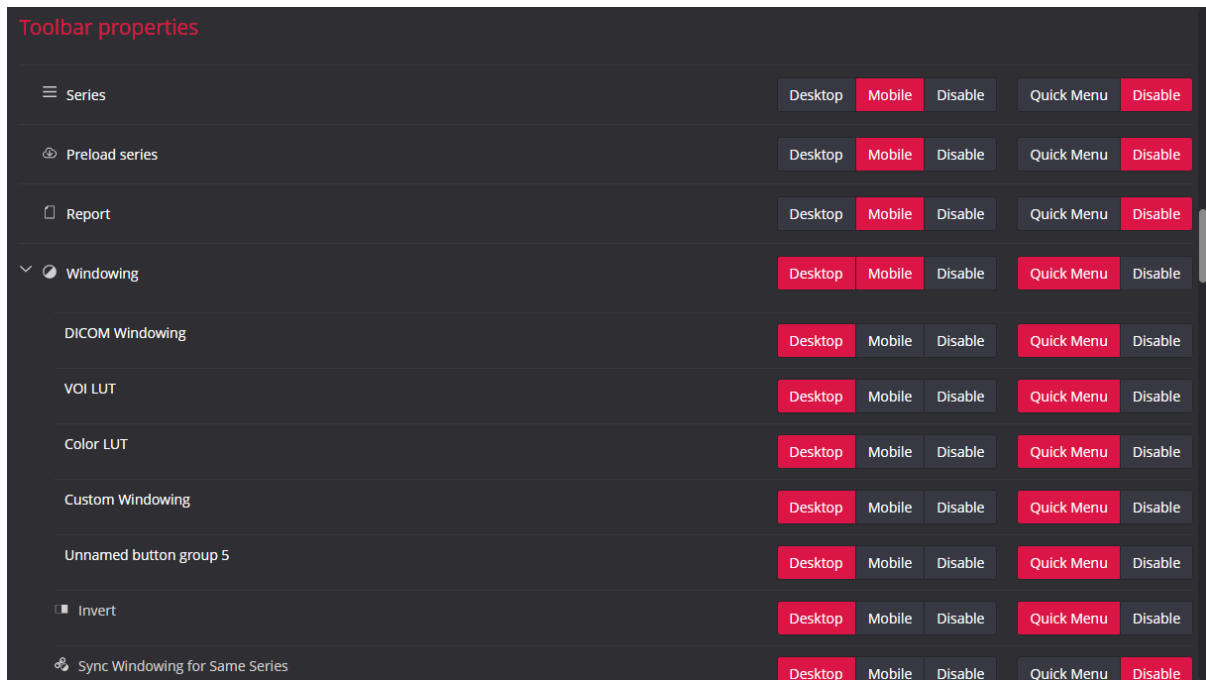 Toolbar properties
Series Desktop Mobile Disable Quick Menu Disable
Preload series Desktop Mobile Disable Quick Menu Disable
Report Desktop Mobile Disable Quick Menu Disable
Windowing Desktop Mobile Disable Quick Menu Disable
DICOM Windowing Desktop Mobile Disable Quick Menu Disable
VOI LUT Desktop Mobile Disable Quick Menu Disable
Color LUT Desktop Mobile Disable Quick Menu Disable
Custom Windowing Desktop Mobile Disable Quick Menu Disable
Unnamed button group 5 Desktop Mobile Disable Quick Menu Disable
Invert Desktop Mobile Disable Quick Menu Disable
Sync Windowing for Same Series Desktop Mobile Disable Quick Menu Disable